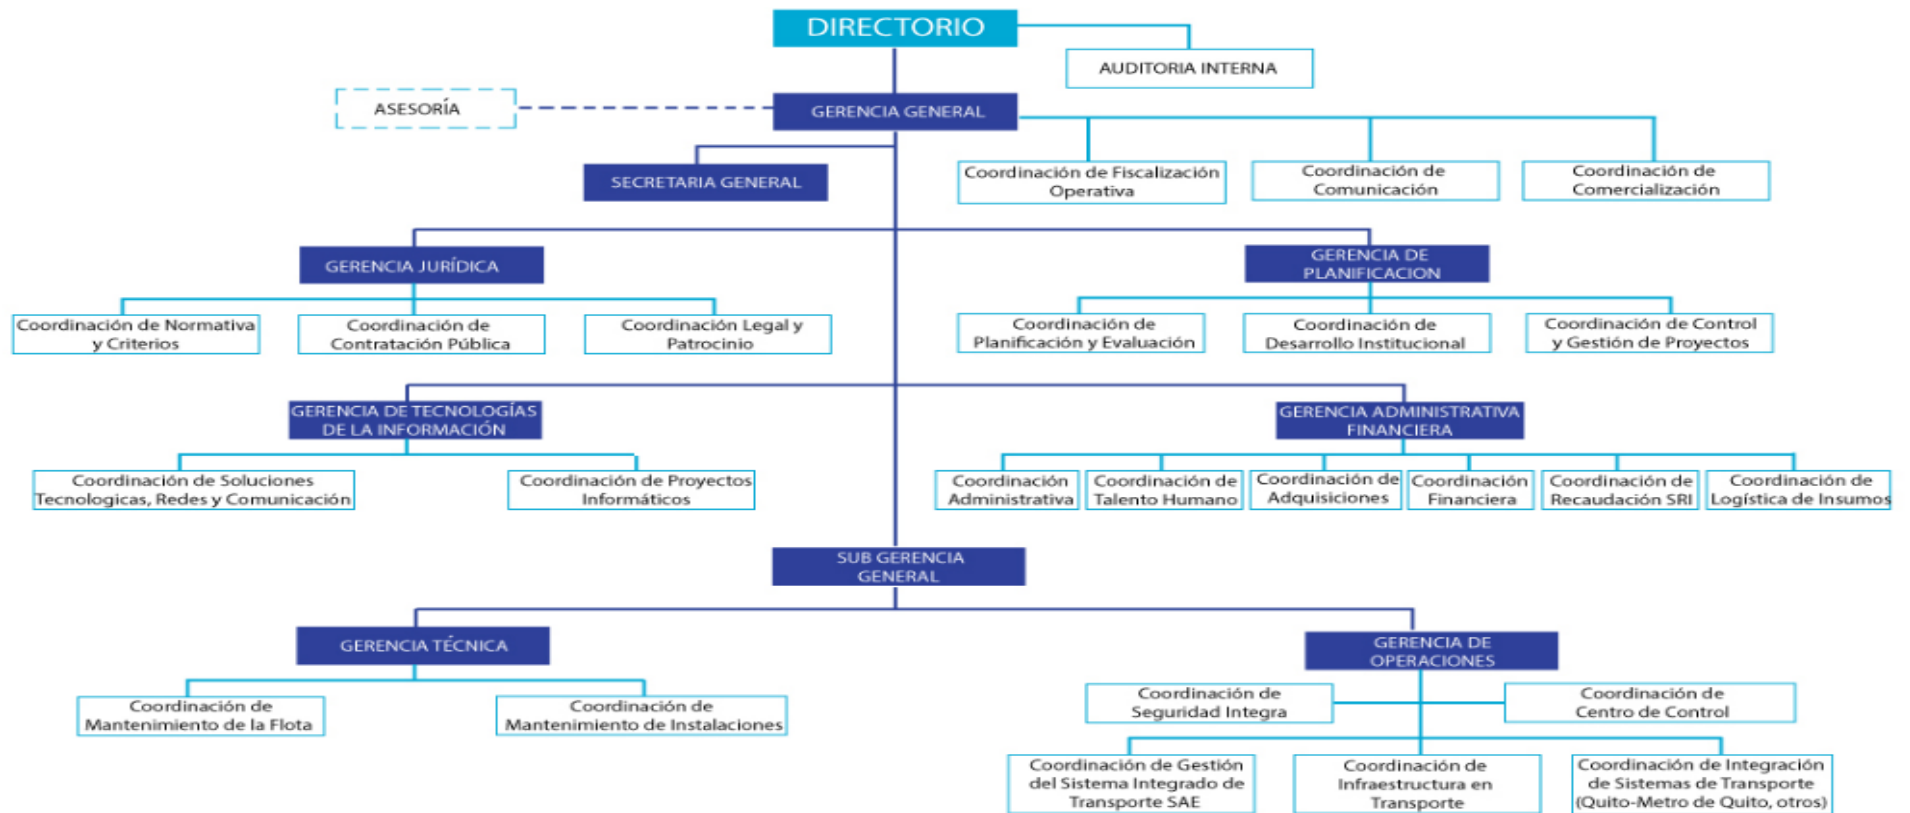 DIRECTORIO
AUDITORIA INTERNA
ASESORÍA
GERENCIA GENERAL
SECRETARIA GENERAL
Coordinación de Fiscalización
Operativa
Coordinación de
Comunicación
Coordinación de
Comercialización
GERENCIA JURÍDICA
GERENCIA DE
PLANIFICACION
Coordinación de Normativa
y Criterios
Coordinación de
Contratación Pública
Coordinación Legal y
Patrocinio
Coordinación de
Planificación y Evaluación
Coordinación de
Desarrollo Institucional
Coordinación de Control
y Gestión de Proyectos
GERENCIA DE TECNOLOGÍAS
DE LA INFORMACIÓN
GERENCIA ADMINISTRATIVA
FINANCIERA
Coordinación de Soluciones
Tecnologicas, Redes y Comunicación
Coordinación de Proyectos
Informáticos
Coordinación
Administrativa
Coordinación de
Talento Humano
Coordinación de
Adquisiciones
Coordinación
Financiera
Coordinación de
Recaudación SRI
Coordinación de
Logística de Insumos
SUB GERENCIA
GENERAL
GERENCIA TÉCNICA
GERENCIA DE
OPERACIONES
Coordinación de
Mantenimiento de la Flota
Coordinación de
Mantenimiento de Instalaciones
Coordinación de
Seguridad Integra
Coordinación de
Centro de Control
Coordinación de Gestión
del Sistema Integrado de
Transporte SAE
Coordinación de
Infraestructura en
Transporte
Coordinación de Integración
de Sistemas de Transporte
(Quito-Metro de Quito, otros)